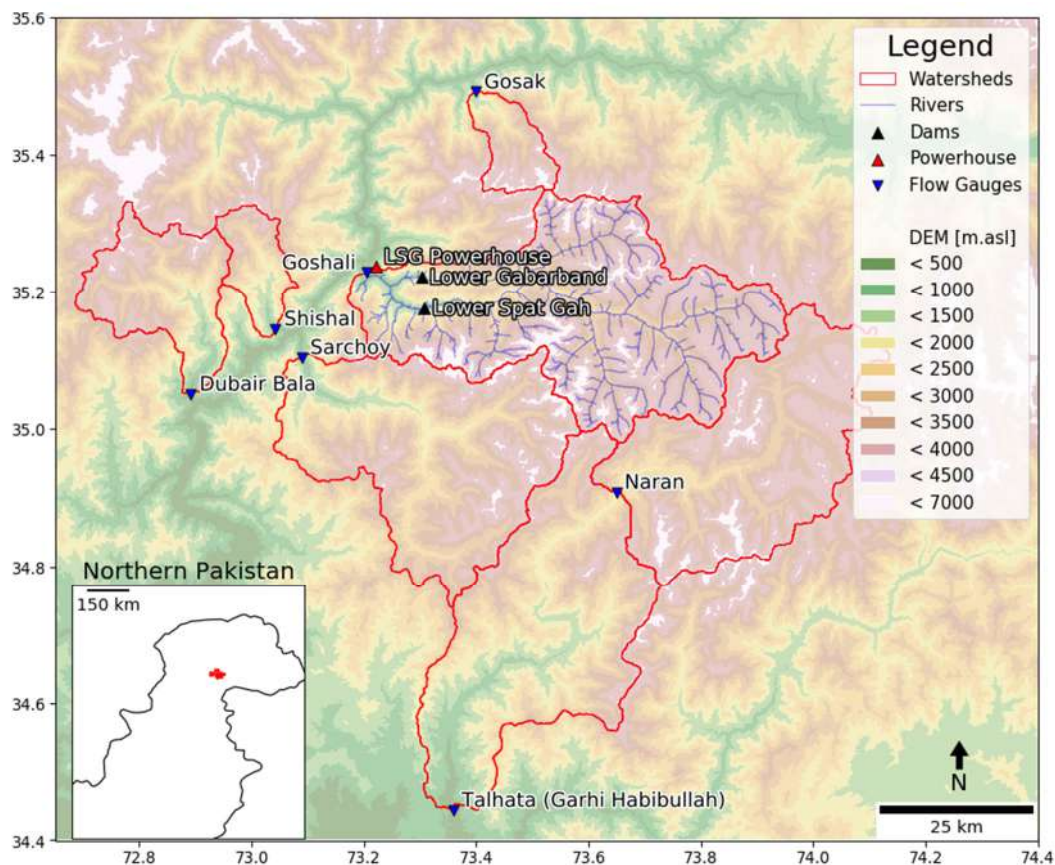 35.6
35.4
35.2
35.0
34.8
34.6
34.4
72.8
73.0
73.2
73.4
73.6
73.8
74.0
74.2
74.4
Gosak
LSG Powerhouse
Goshali
Lower Gabarband
Lower Spat Gah
Shishal
Sarchoy
Dubair Bala
Naran
Talhata (Garhi Habibullah)
Legend
Watersheds
Rivers
Dams
Powerhouse
Flow Gauges
DEM [m.asl]
< 500
< 1000
< 1500
< 2000
< 2500
< 3000
< 3500
< 4000
< 4500
< 7000
Northern Pakistan
150 km
N
25 km